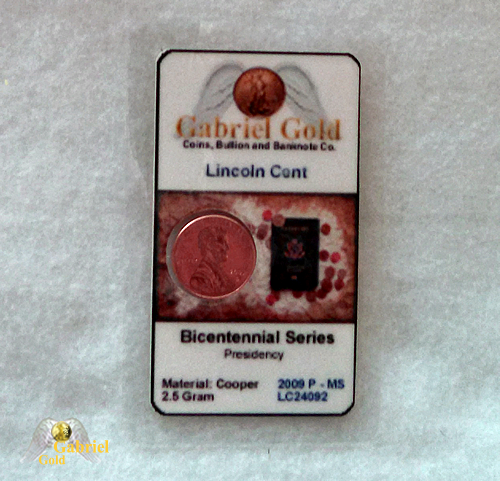 Gabriel Gold
Coins, Bullion and Banknote Co.
Lincoln Cent
Bicentennial Series
Presidency
Material: Cooper
2.5 Gram
2009 P - MS
LC24092
Gabriel
Gold